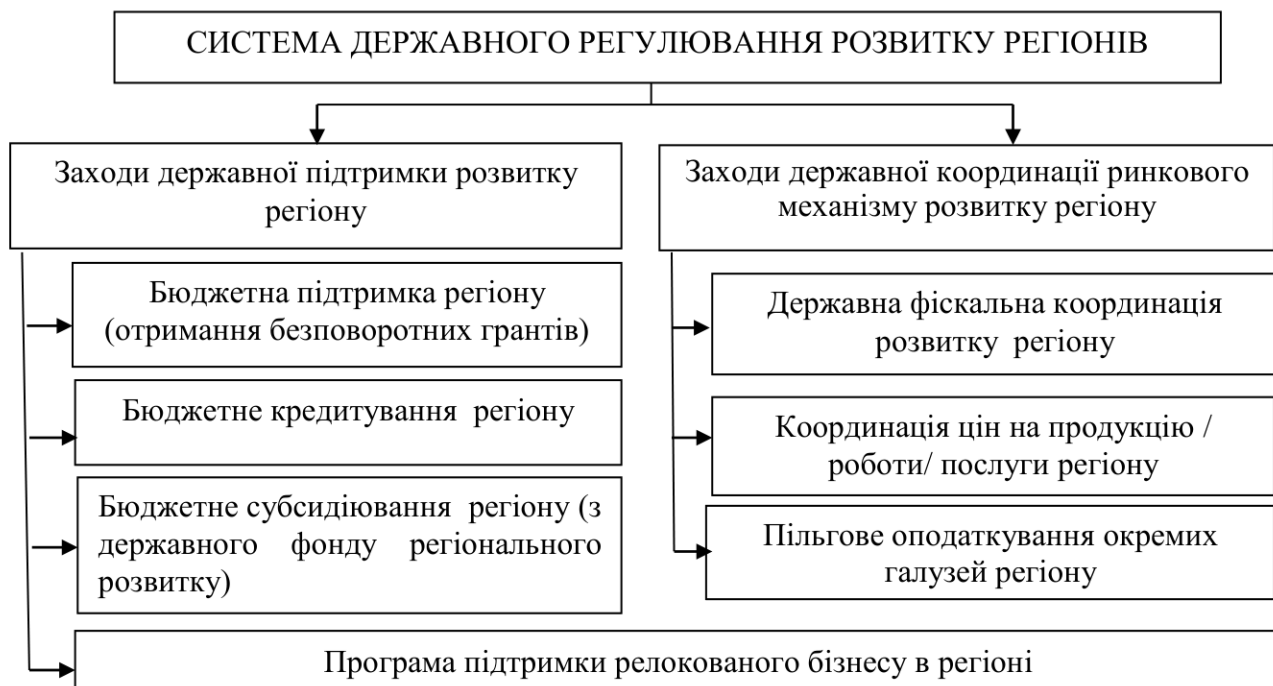 СИСТЕМА ДЕРЖАВНОГО РЕГУЛЮВАННЯ РОЗВИТКУ РЕГІОНІВ
Заходи державної підтримки розвитку
регіону
Бюджетна підтримка регіону
(отримання безповоротних грантів)
Бюджетне кредитування регіону
Бюджетне субсидіювання регіону (з
державного фонду регіонального
розвитку)
Заходи державної координації ринкового
механізму розвитку регіону
Державна фіскальна координація
розвитку регіону
Координація цін на продукцію /
роботи/ послуги регіону
Пільгове оподаткування окремих
галузей регіону
Програма підтримки релокованого бізнесу в регіоні